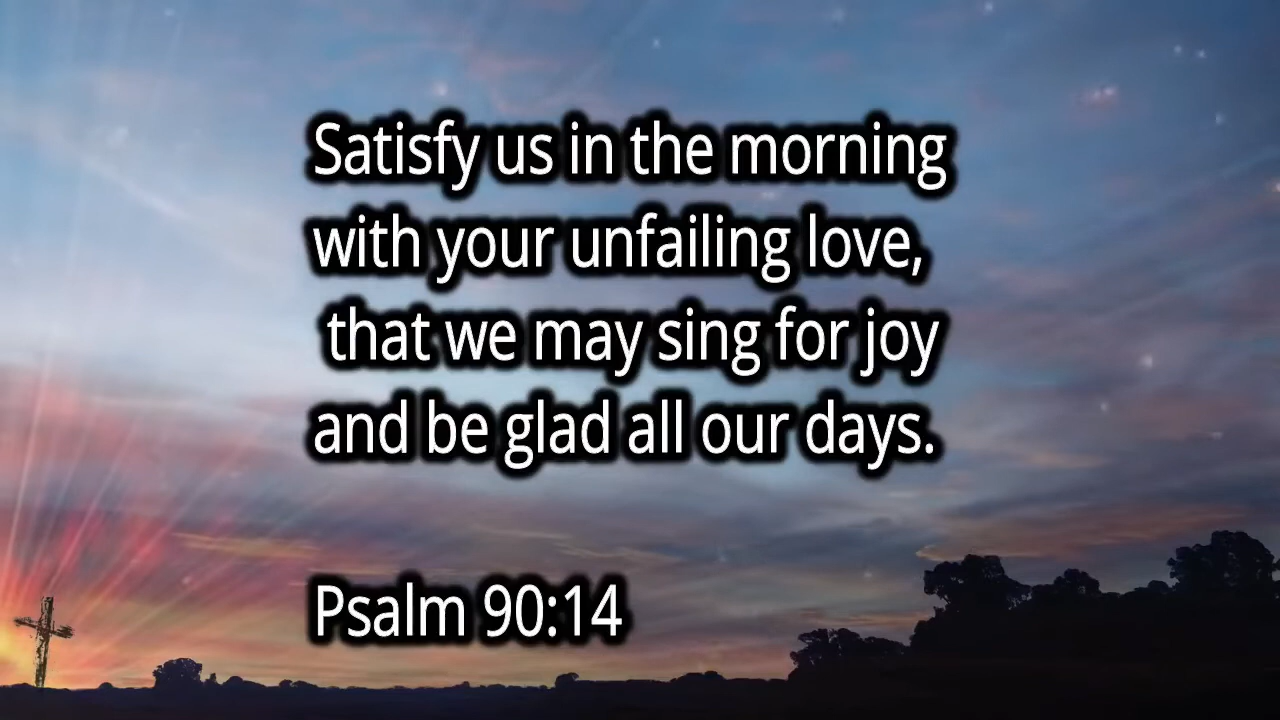 Satisfy us in the morning
with your unfailing love,
that we may sing for joy
and be glad all our days.
Psalm 90:14